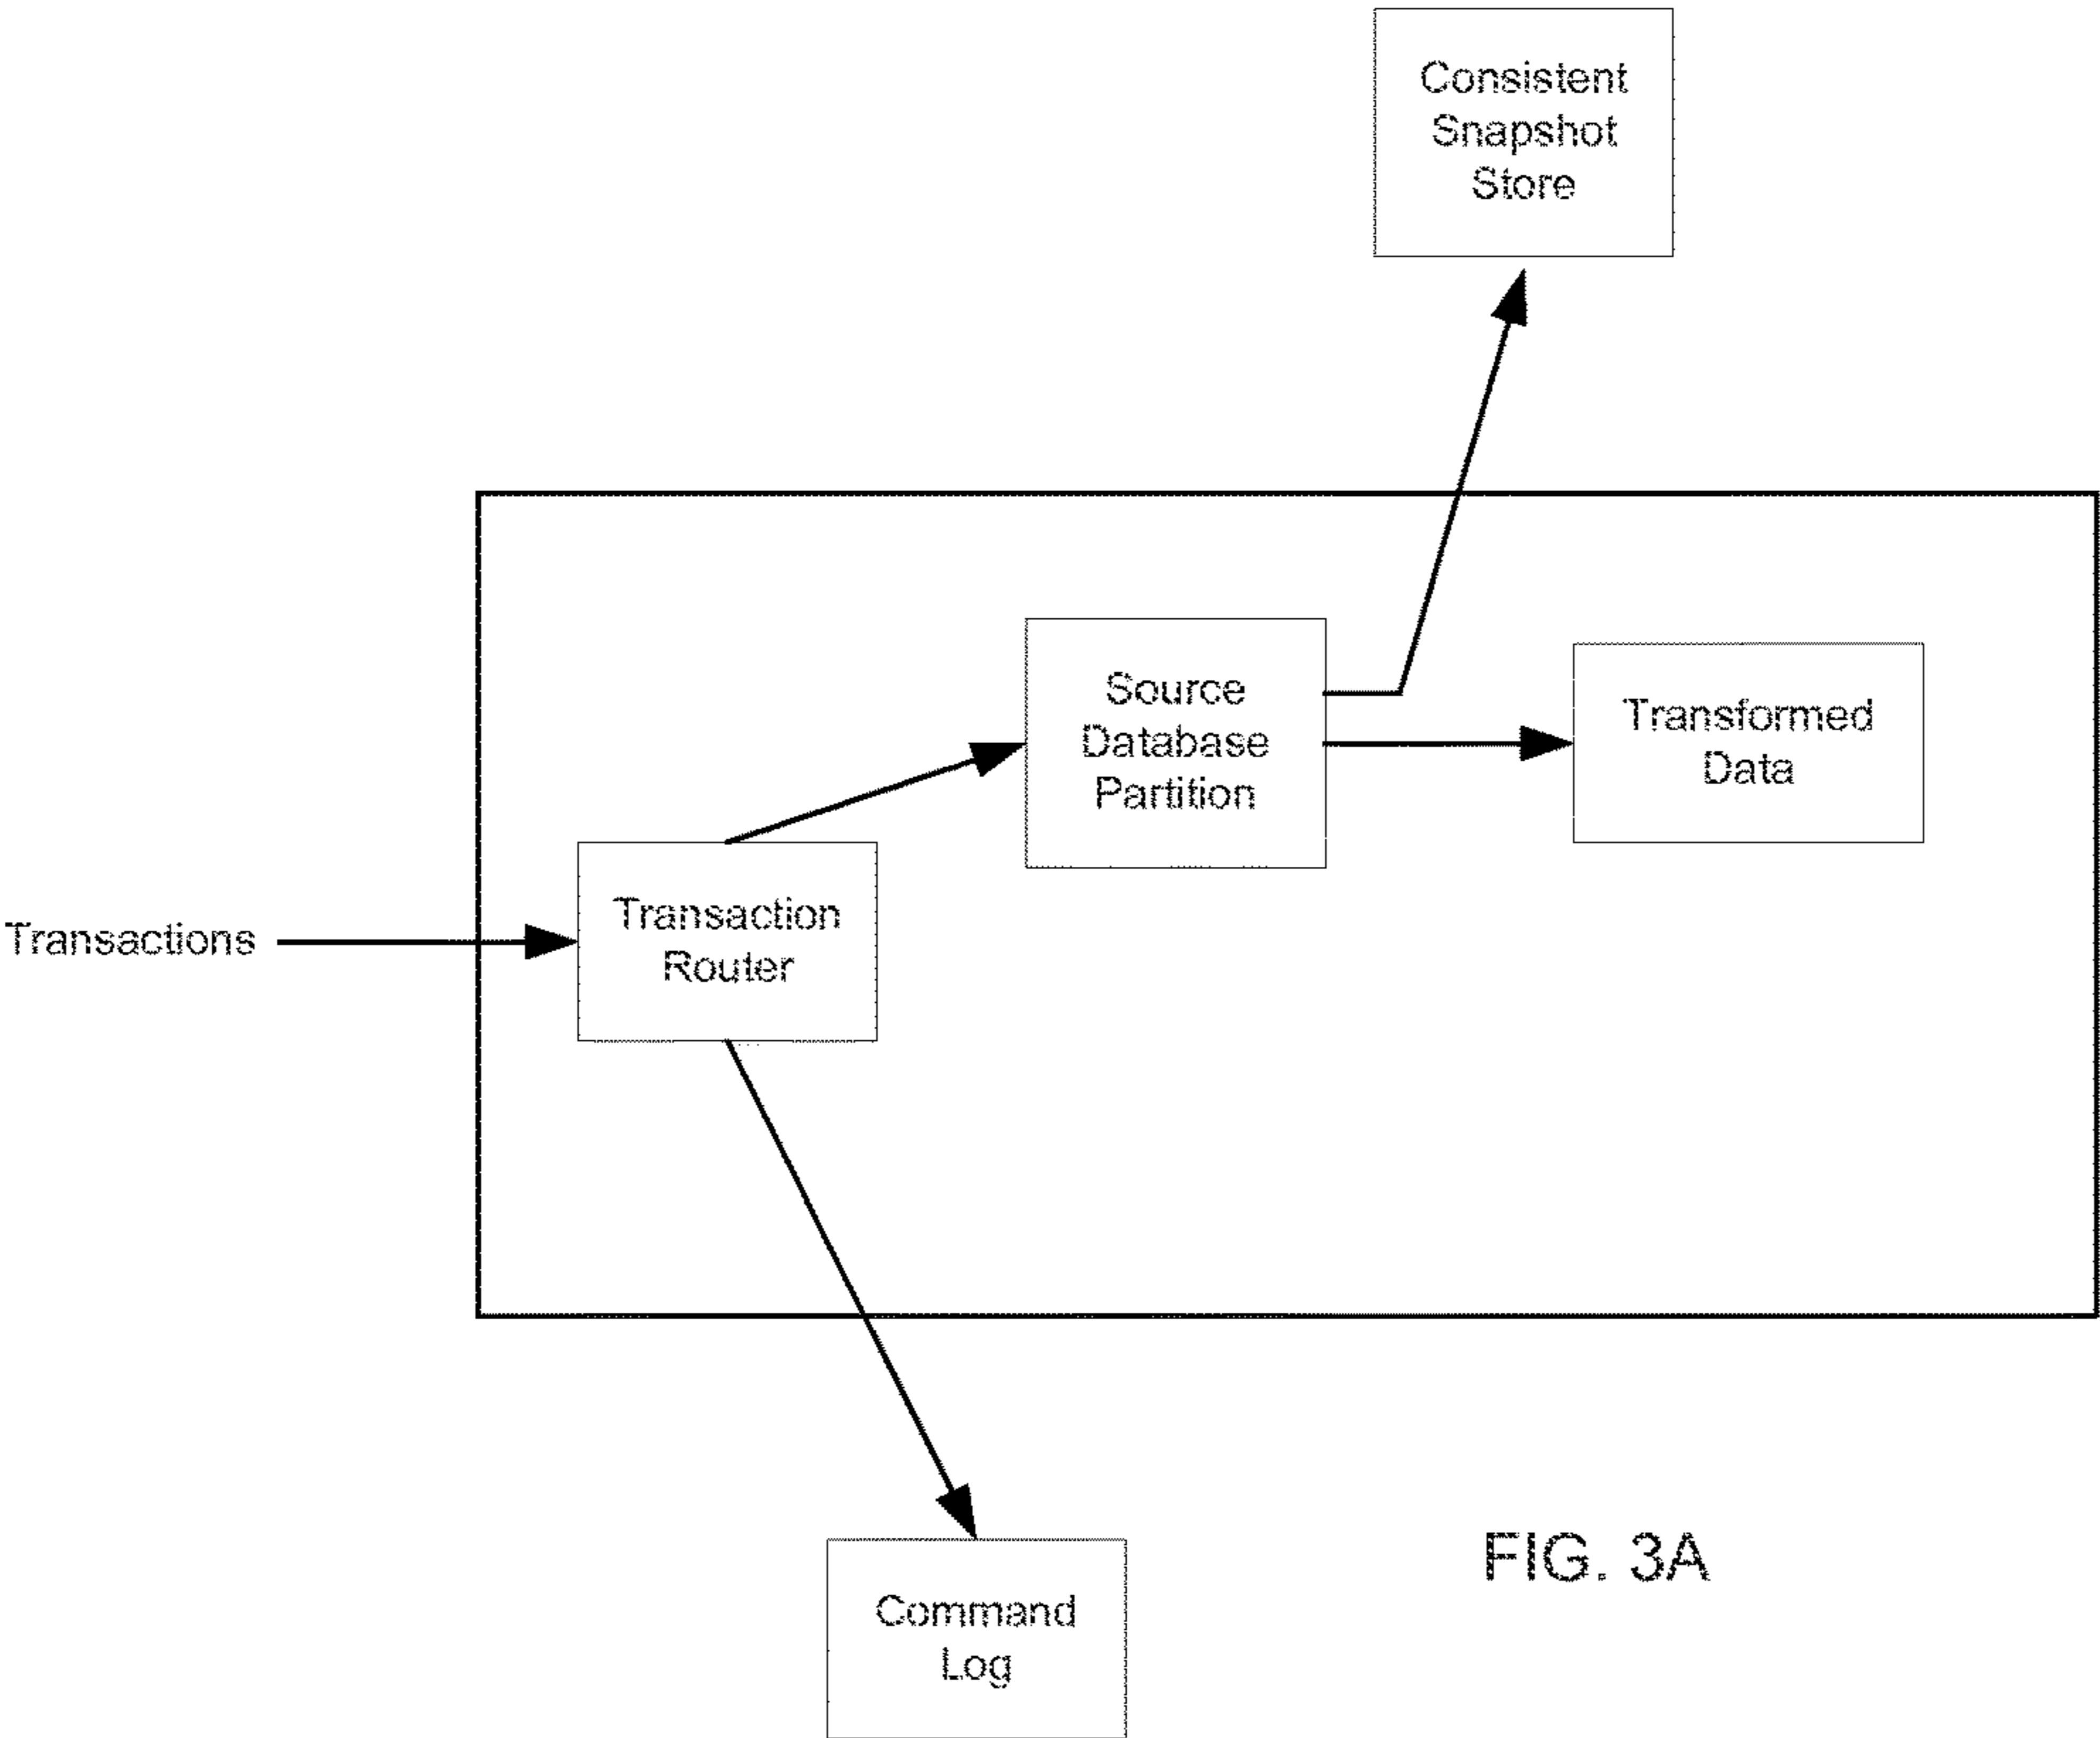 Consistent
Snapshot
Store
Source
Database
Partition
Transformed
Data
Transactions
Transaction
Router
Command
Log
FIG. 3A